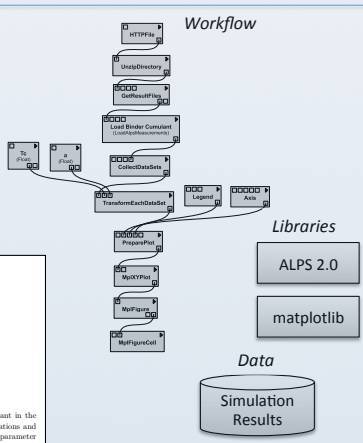 Workflow
HTTPFile
UnzipDirectory
GetResultFiles
Load Binder Cumulant
(LoadAlpsMeasurements)
CollectDataSets
Tc
(Float)
a
(Float)
TransformEachDataSet
Legend
Axis
PreparePlot
MplXYPlot
MplFigure
MplFigureCell
Libraries
ALPS 2.0
matplotlib
Data
Simulation
Results
ant in the
ations and
parameter